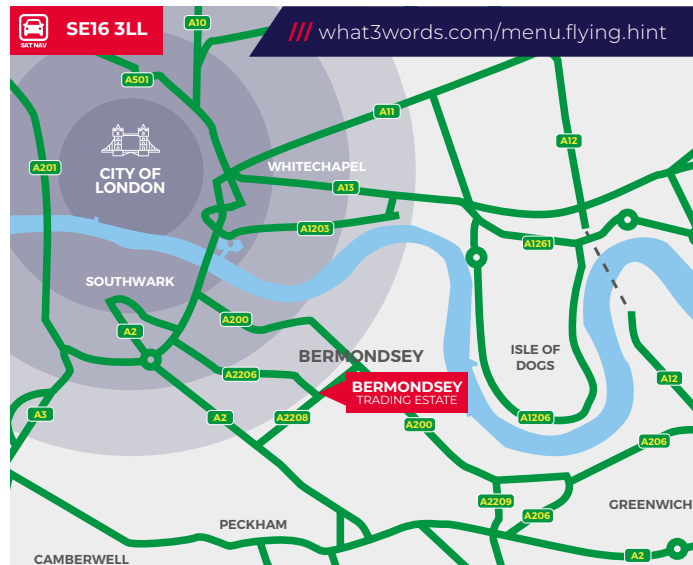 SAT NAV
SE16 3LL
/// what3words.com/menu.flying.hint
A10
A501
A11
A12
A201
CITY OF
LONDON
WHITECHAPEL
A13
A1203
A1261
SOUTHWARK
A200
A2
BERMONDSEY
ISLE OF
DOGS
A2206
A12
BERMONDSEY
TRADING ESTATE
A3
A2
A2208
A200
A1206
A206
A2209
A206
GREENWICH
PECKHAM
A2
CAMBERWELL